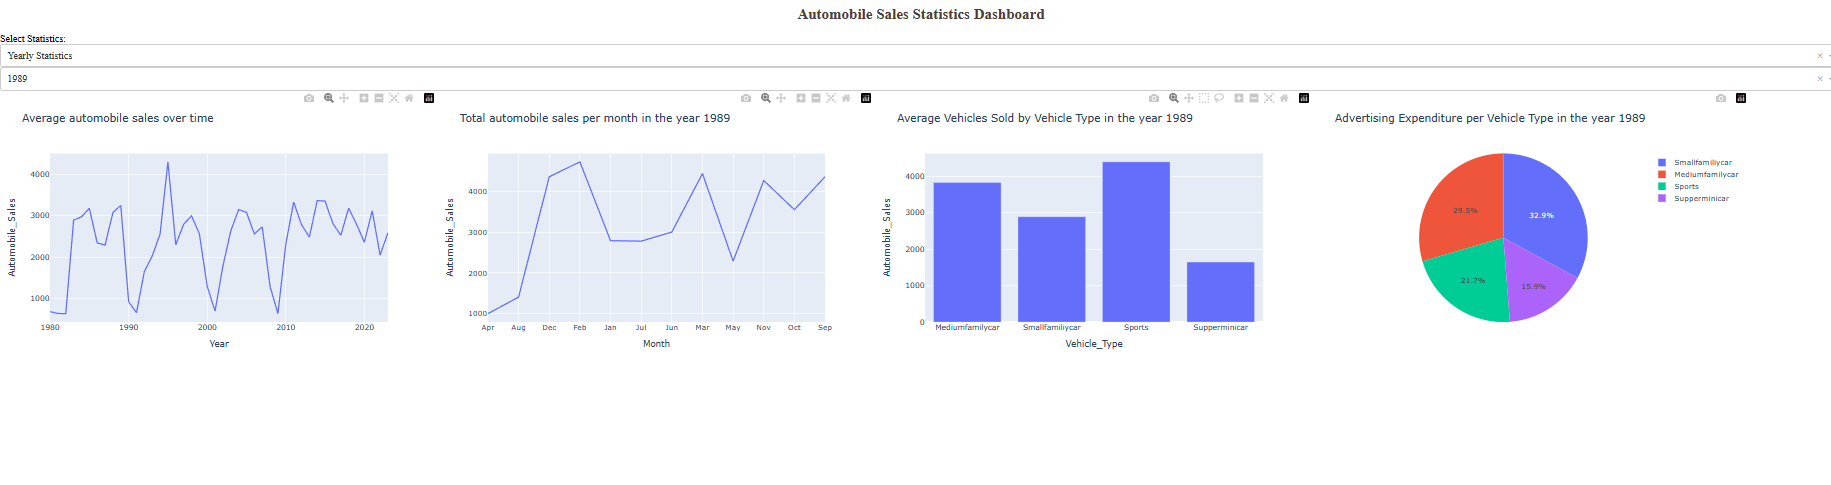 Automobile Sales Statistics Dashboard
Select Statistics:
Yearly Statistics
1989
Average automobile sales over time
Automobile_Sales
4000
3000
2000
1000
1980 1990 2000 2010 2020
Year
Total automobile sales per month in the year 1989
Automobile_Sales
4000
3000
2000
1000
Apr Aug Dec Feb Jan Jul Jun Mar May Nov Oct Sep
Month
Average Vehicles Sold by Vehicle Type in the year 1989
Automobile_Sales
4000
3000
2000
1000
0
Mediumfamilycar Smallfamiliycar Sports Supperminicar
Vehicle_Type
Advertising Expenditure per Vehicle Type in the year 1989
32.9%
29.5%
21.7%
15.9%
Smallfamiliycar
Mediumfamilycar
Sports
Supperminicar